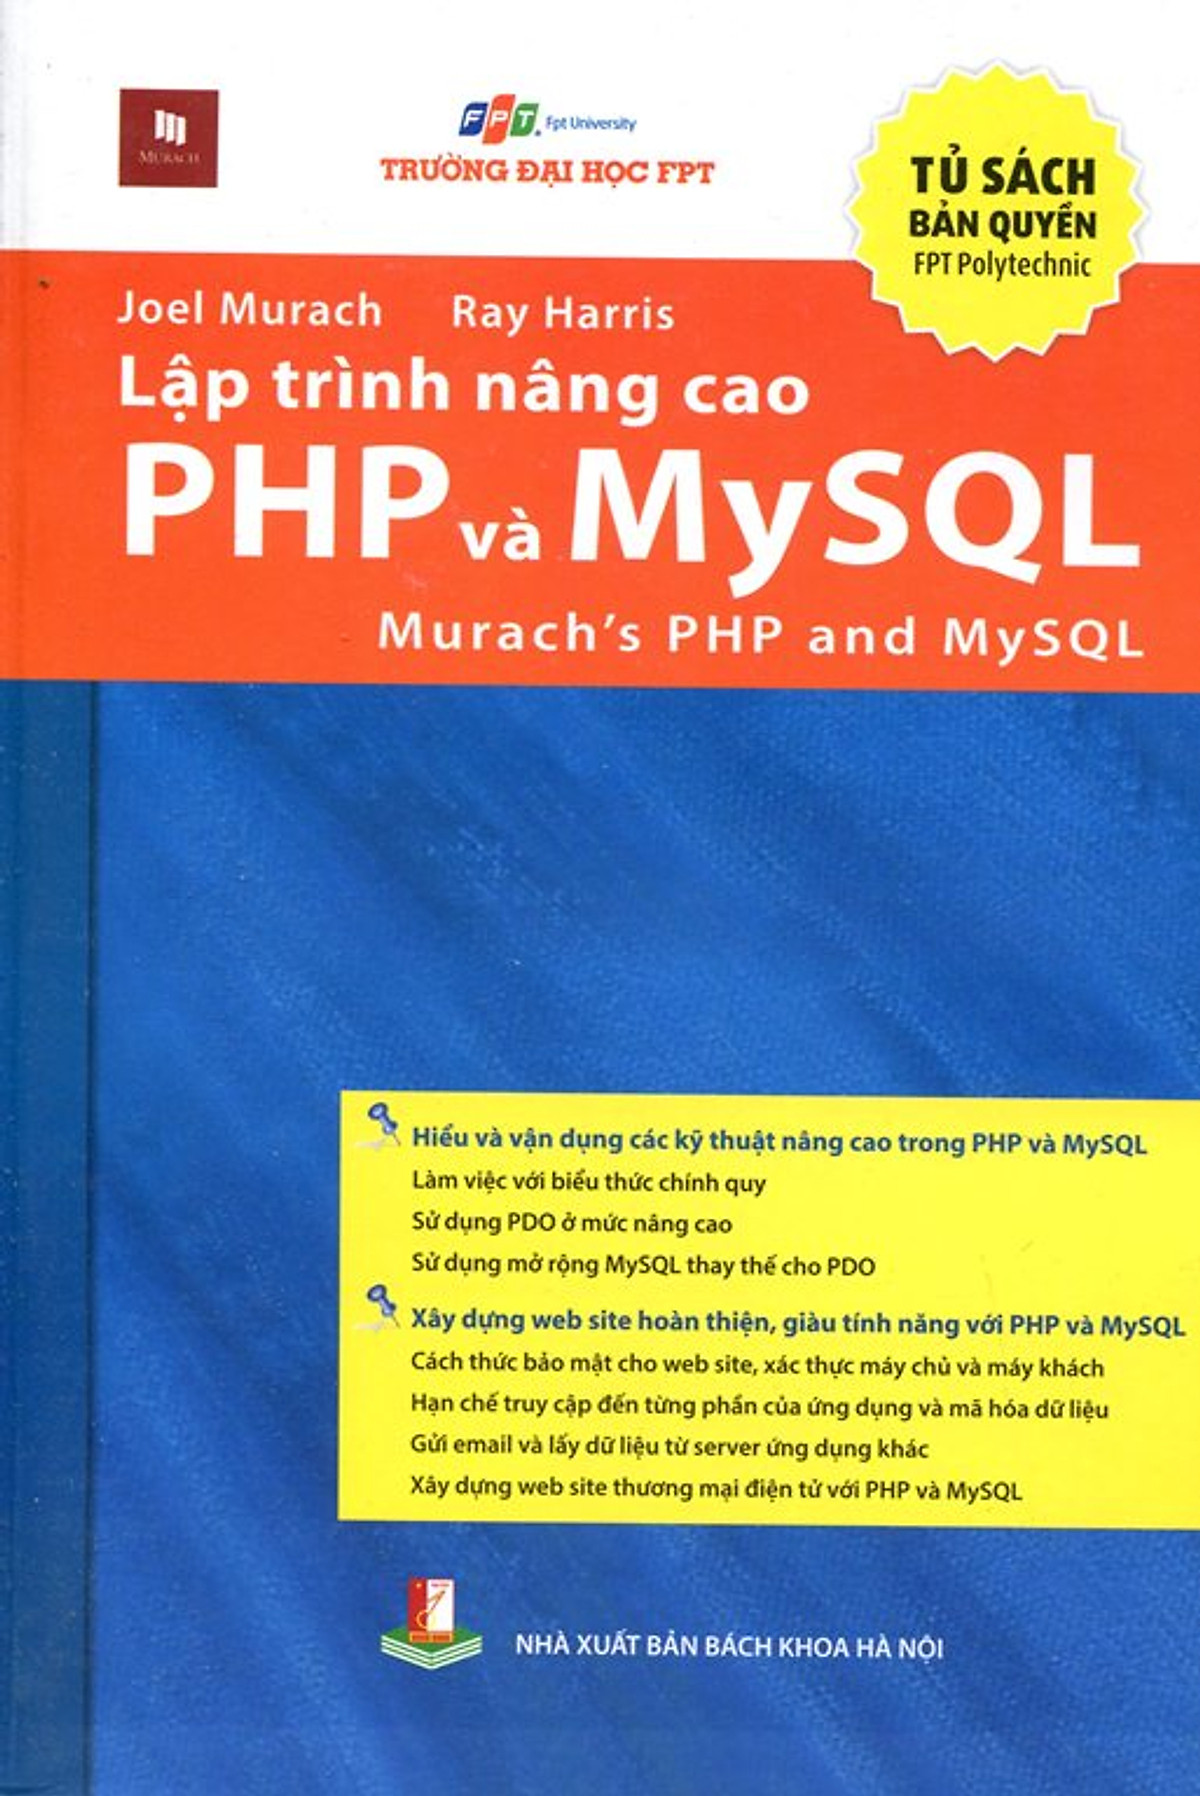 MURACH
FPT Fpt University
TRƯỜNG ĐẠI HỌC FPT
TỦ SÁCH
BẢN QUYỀN
FPT Polytechnic
Joel Murach Ray Harris
Lập trình nâng cao
PHP và MySQL
Murach's PHP and MySQL
Hiểu và vận dụng các kỹ thuật nâng cao trong PHP và MySQL
Làm việc với biểu thức chính quy
Sử dụng PDO ở mức nâng cao
Sử dụng mở rộng MySQL thay thế cho PDO
Xây dựng web site hoàn thiện, giàu tính năng với PHP và MySQL
Cách thức bảo mật cho web site, xác thực máy chủ và máy khách
Hạn chế truy cập đến từng phần của ứng dụng và mã hóa dữ liệu
Gửi email và lấy dữ liệu từ server ứng dụng khác
Xây dựng web site thương mại điện tử với PHP và MySQL
NHÀ XUẤT BẢN BÁCH KHOA HÀ NỘI